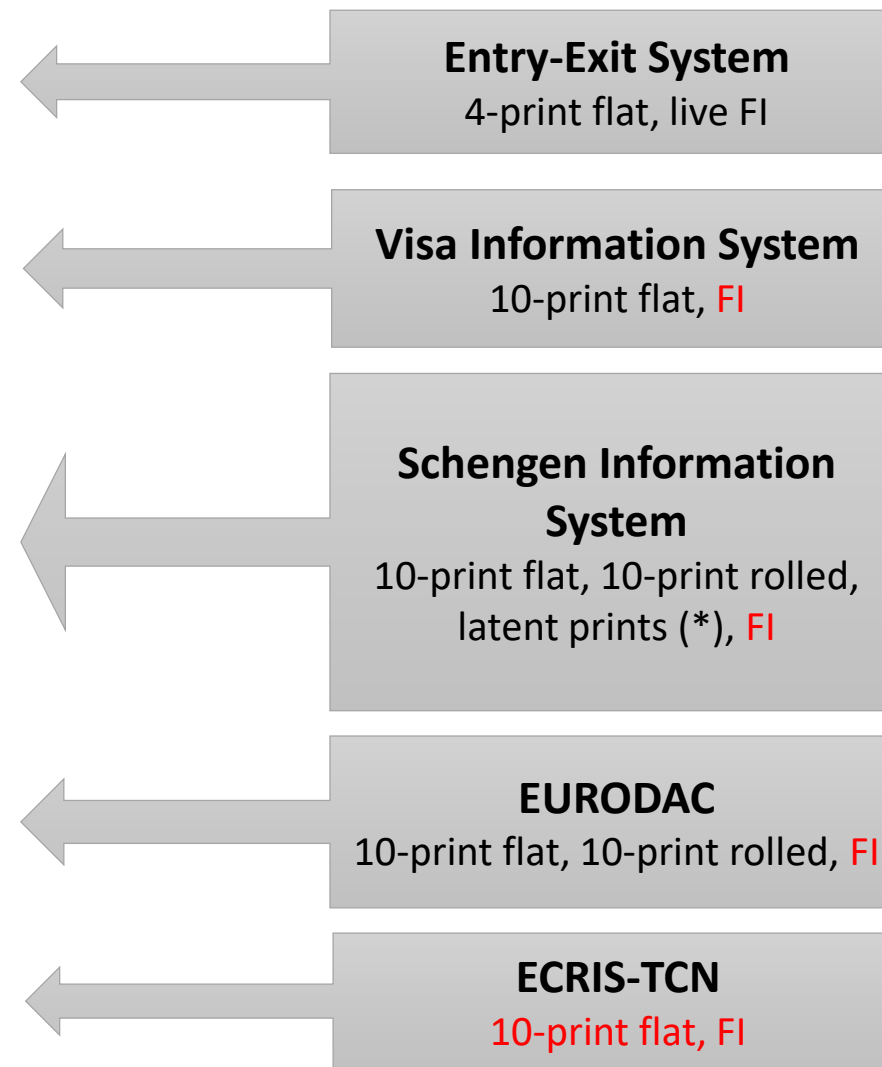 Entry-Exit System
4-print flat, live FI
Visa Information System
10-print flat, FI
Schengen Information
System
10-print flat, 10-print rolled,
latent prints (*), FI
EURODAC
10-print flat, 10-print rolled, FI
ECRIS-TCN
10-print flat, FI